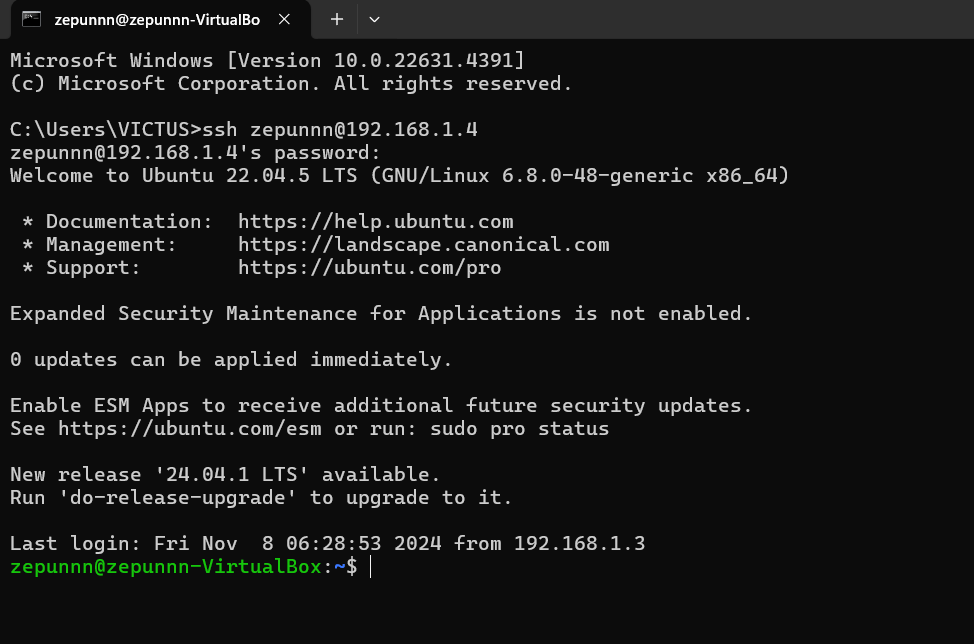 zepunnn@zepunnn-VirtualBo
Microsoft Windows [Version 10.0.22631.4391]
(c) Microsoft Corporation. All rights reserved.
C:\Users\VICTUS>ssh zepunnn@192.168.1.4
zepunnn@192.168.1.4's password:
Welcome to Ubuntu 22.04.5 LTS (GNU/Linux 6.8.0-48-generic x86_64)
* Documentation:  https://help.ubuntu.com
* Management:     https://landscape.canonical.com
* Support:        https://ubuntu.com/pro
Expanded Security Maintenance for Applications is not enabled.
0 updates can be applied immediately.
Enable ESM Apps to receive additional future security updates.
See https://ubuntu.com/esm or run: sudo pro status
New release '24.04.1 LTS' available.
Run 'do-release-upgrade' to upgrade to it.
Last login: Fri Nov  8 06:28:53 2024 from 192.168.1.3
zepunnn@zepunnn-VirtualBox:~$